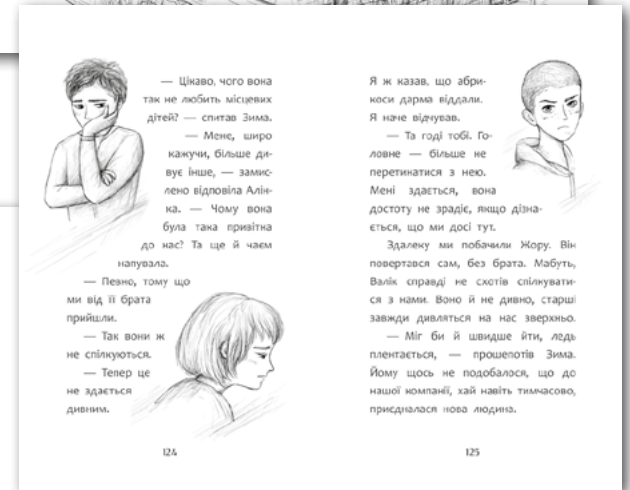 — Цікаво, чого вона
так не любить місцевих
дітей? — спитав Зима.
— Мене, щиро
кажучи, більше ди-
вує інше, — замис-
лено відповіла Алін-
ка. — Чому вона
була така привітна
до нас? Та ще й чаєм
напувала.
— Певно, тому що
ми від її брата
прийшли.
— Так вони ж
не спілкуються.
— Тепер це
не здається
дивним.
124
Я ж казав, що абри-
коси дарма віддали.
Я наче відчував.
— Та годі тобі. Го-
ловне — більше не
перетинатися з нею.
Мені здається, вона
достоту не зрадіє, якщо дізна-
ється, що ми досі тут.
Здалеку ми побачили Жору. Він
повертався сам, без брата. Мабуть,
Валік справді не схотів спілкувати-
ся з нами. Воно й не дивно, старші
завжди дивляться на нас зверхньо.
— Міг би й швидше йти, ледь
плентається, — прошепотів Зима.
Йому щось не подобалося, що до
нашої компанії, хай навіть тимчасово,
приєдналася нова людина.
125